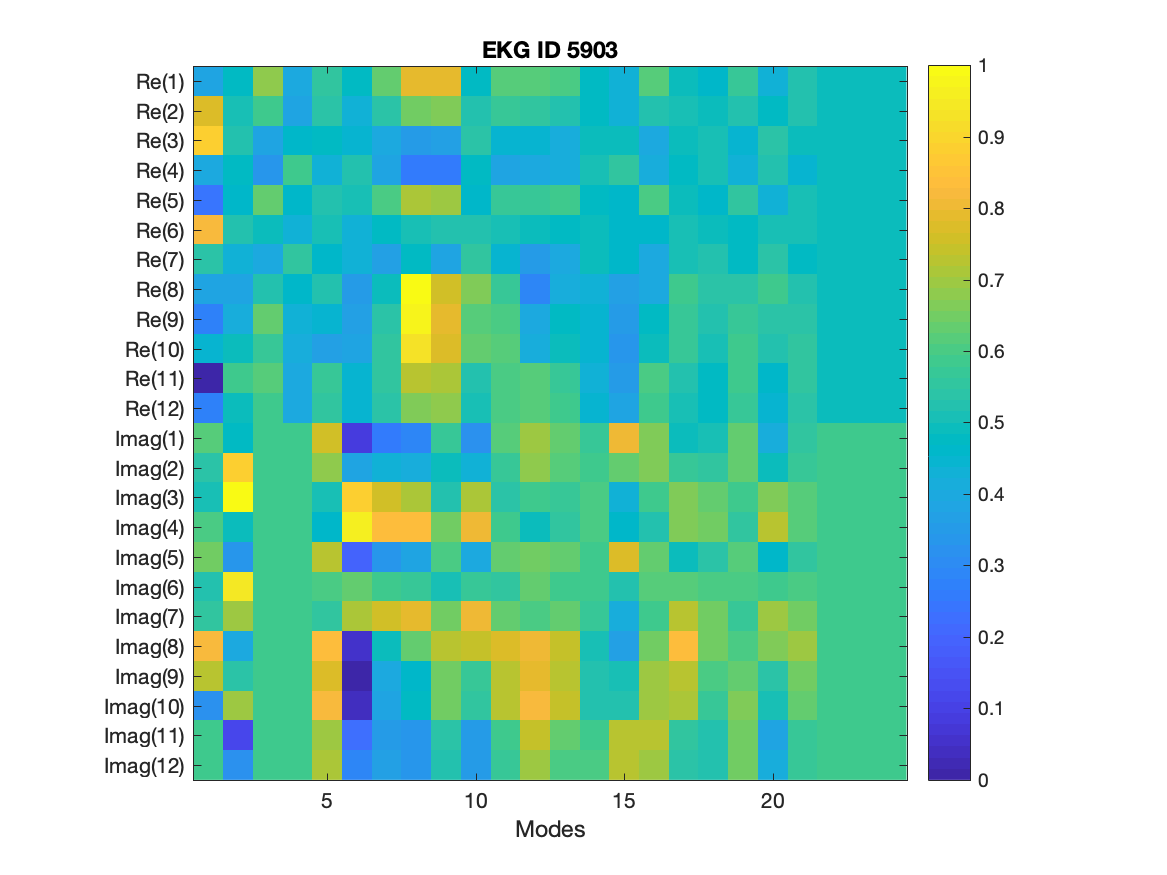 EKG ID 5903
Re(1)
Re(2)
Re(3)
Re(4)
Re(5)
Re(6)
Re(7)
Re(8)
Re(9)
Re(10)
Re(11)
Re(12)
Imag(1)
Imag(2)
Imag(3)
Imag(4)
Imag(5)
Imag(6)
Imag(7)
Imag(8)
Imag(9)
Imag(10)
Imag(11)
Imag(12)
5 10 15 20
Modes
1
0.9
0.8
0.7
0.6
0.5
0.4
0.3
0.2
0.1
0